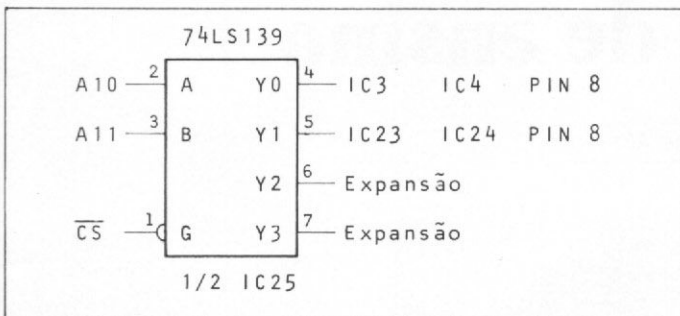 74LS139
A10 2 A Y0 4 IC3 IC4 PIN 8
A11 3 B Y1 5 IC23 IC24 PIN 8
Y2 6 Expansão
C̅S̅ 1 G Y3 7 Expansão
1/2 IC25